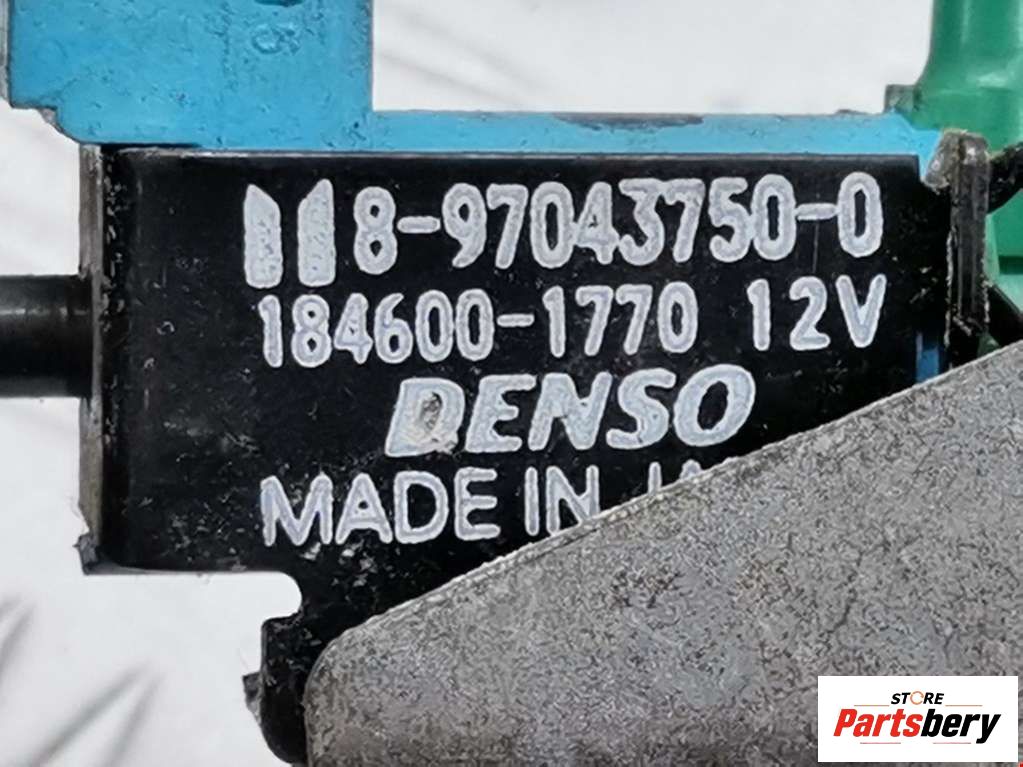 8-97043750-0
184600-1770 12V
DENSO
MADE IN
STORE
Partsbery